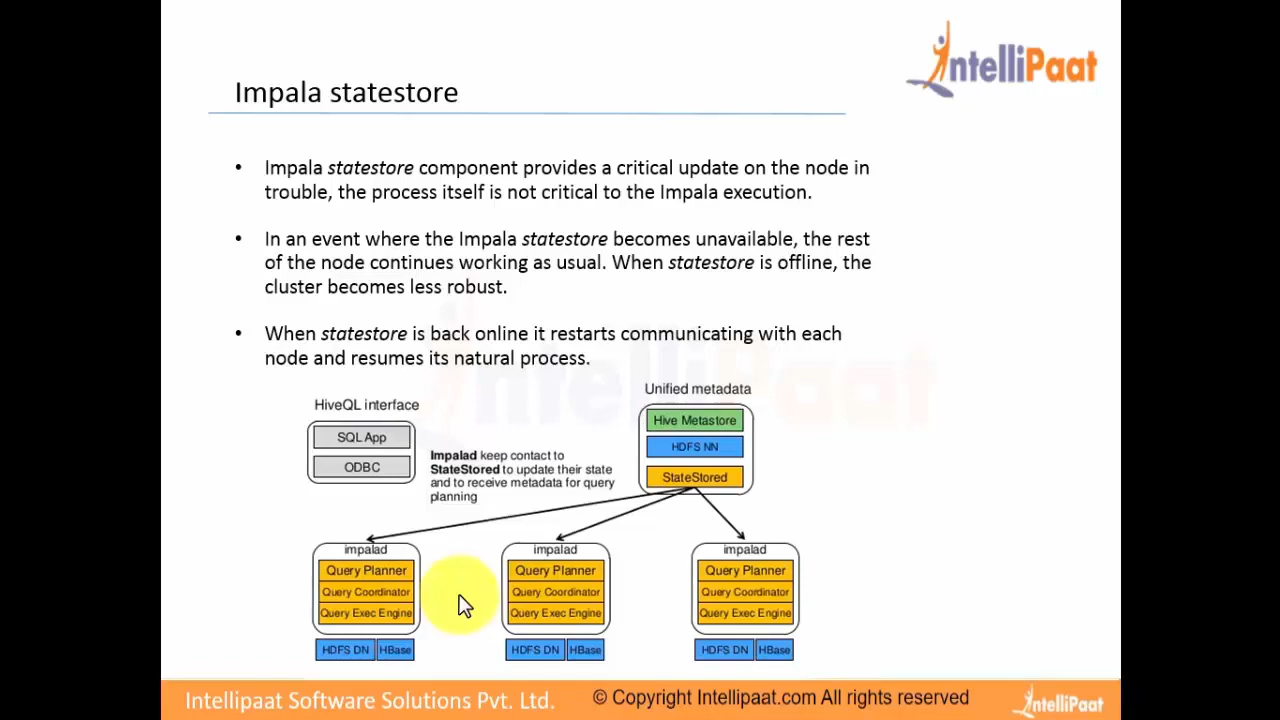 IntelliPaat
Impala statestore
• Impala statestore component provides a critical update on the node in
trouble, the process itself is not critical to the Impala execution.
• In an event where the Impala statestore becomes unavailable, the rest
of the node continues working as usual. When statestore is offline, the
cluster becomes less robust.
• When statestore is back online it restarts communicating with each
node and resumes its natural process.
HiveQL interface
SQL App
ODBC
Impalad keep contact to
StateStored to update their state
and to receive metadata for query
planning
Unified metadata
Hive Metastore
HDFS NN
StateStored
impalad
Query Planner
Query Coordinator
Query Exec Engine
HDFS DN HBase
impalad
Query Planner
Query Coordinator
Query Exec Engine
HDFS DN HBase
impalad
Query Planner
Query Coordinator
Query Exec Engine
HDFS DN HBase
IntelliPaat
Intellipaat Software Solutions Pvt. Ltd.
© Copyright Intellipaat.com All rights reserved
IntelliPaat